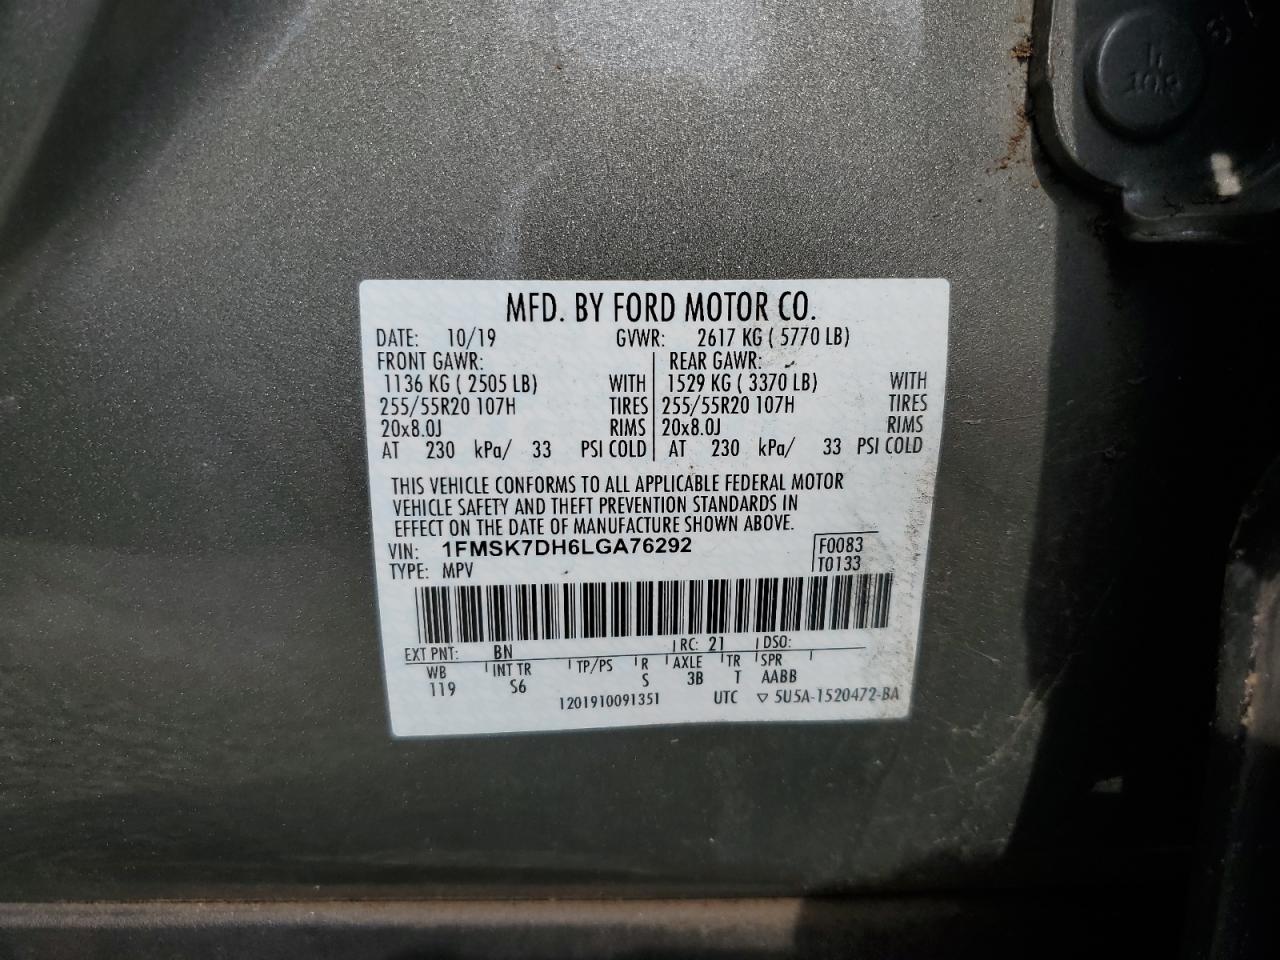 MFD. BY FORD MOTOR CO.
DATE: 10/19 GVWR: 2617 KG ( 5770 LB)
FRONT GAWR: REAR GAWR:
1136 KG ( 2505 LB) WITH 1529 KG ( 3370 LB) WITH
255/55R20 107H TIRES 255/55R20 107H TIRES
20x8.0J RIMS 20x8.0J RIMS
AT 230 kPa/ 33 PSI COLD AT 230 kPa/ 33 PSI COLD
THIS VEHICLE CONFORMS TO ALL APPLICABLE FEDERAL MOTOR
VEHICLE SAFETY AND THEFT PREVENTION STANDARDS IN
EFFECT ON THE DATE OF MANUFACTURE SHOWN ABOVE.
VIN: 1FMSK7DH6LGA76292 F0083
TYPE: MPV T0133
EXT PNT: BN RC: 21 DSO:
WB INT TR TP/PS R AXLE TR SPR
119 S6 S 3B T AABB
1201910091351 UTC ▽ 5U5A-1520472-BA